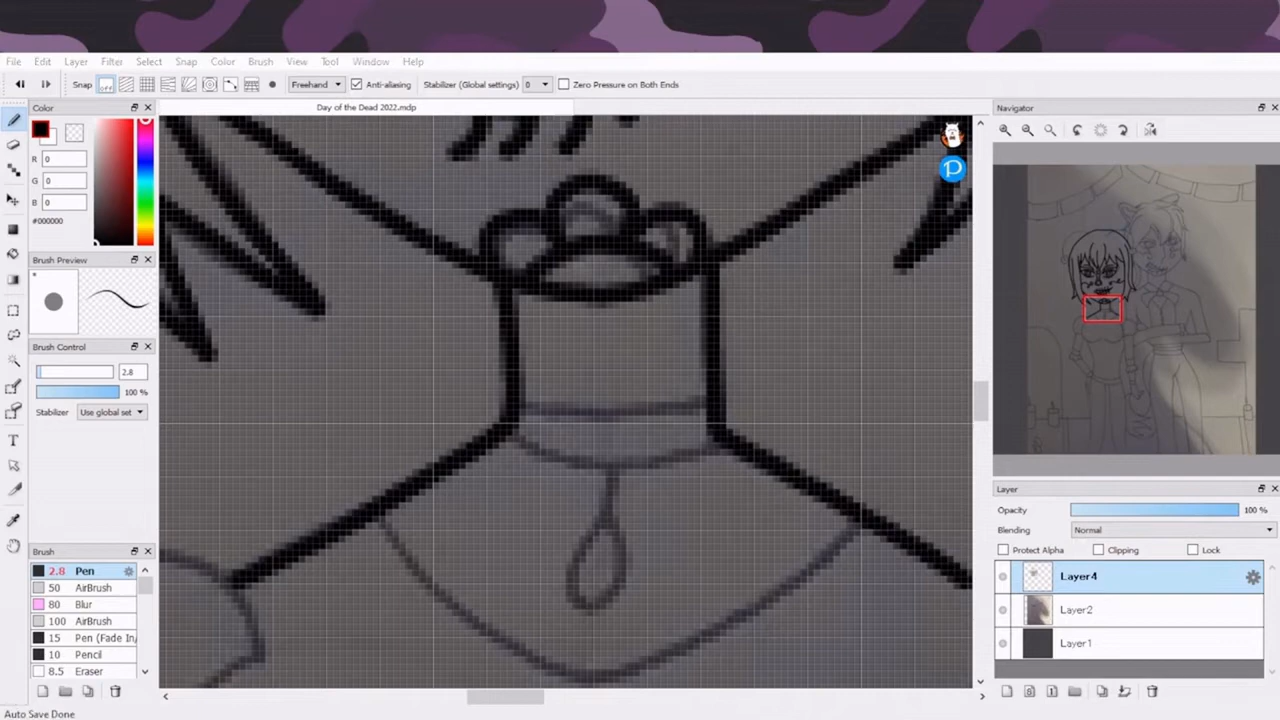 File Edit View Layer Filter Select Snap Color Brush View Tool Window Help
Snap off Freehand Anti-aliasing Stabilizer (Global settings) 0 Zero Pressure on Both Ends
Color
Day of the Dead 2022.mdp
Navigator
R 0
G 0
B 0
#000000
Brush Preview
Brush Control
2.8
100 %
Stabilizer Use global set
Brush
2.8 Pen
50 AirBrush
80 Blur
100 AirBrush
15 Pen (Fade In/
10 Pencil
8.5 Eraser
Layer
Opacity 100 %
Blending Normal
Protect Alpha Clipping Lock
Layer4
Layer2
Layer1
Auto Save Done